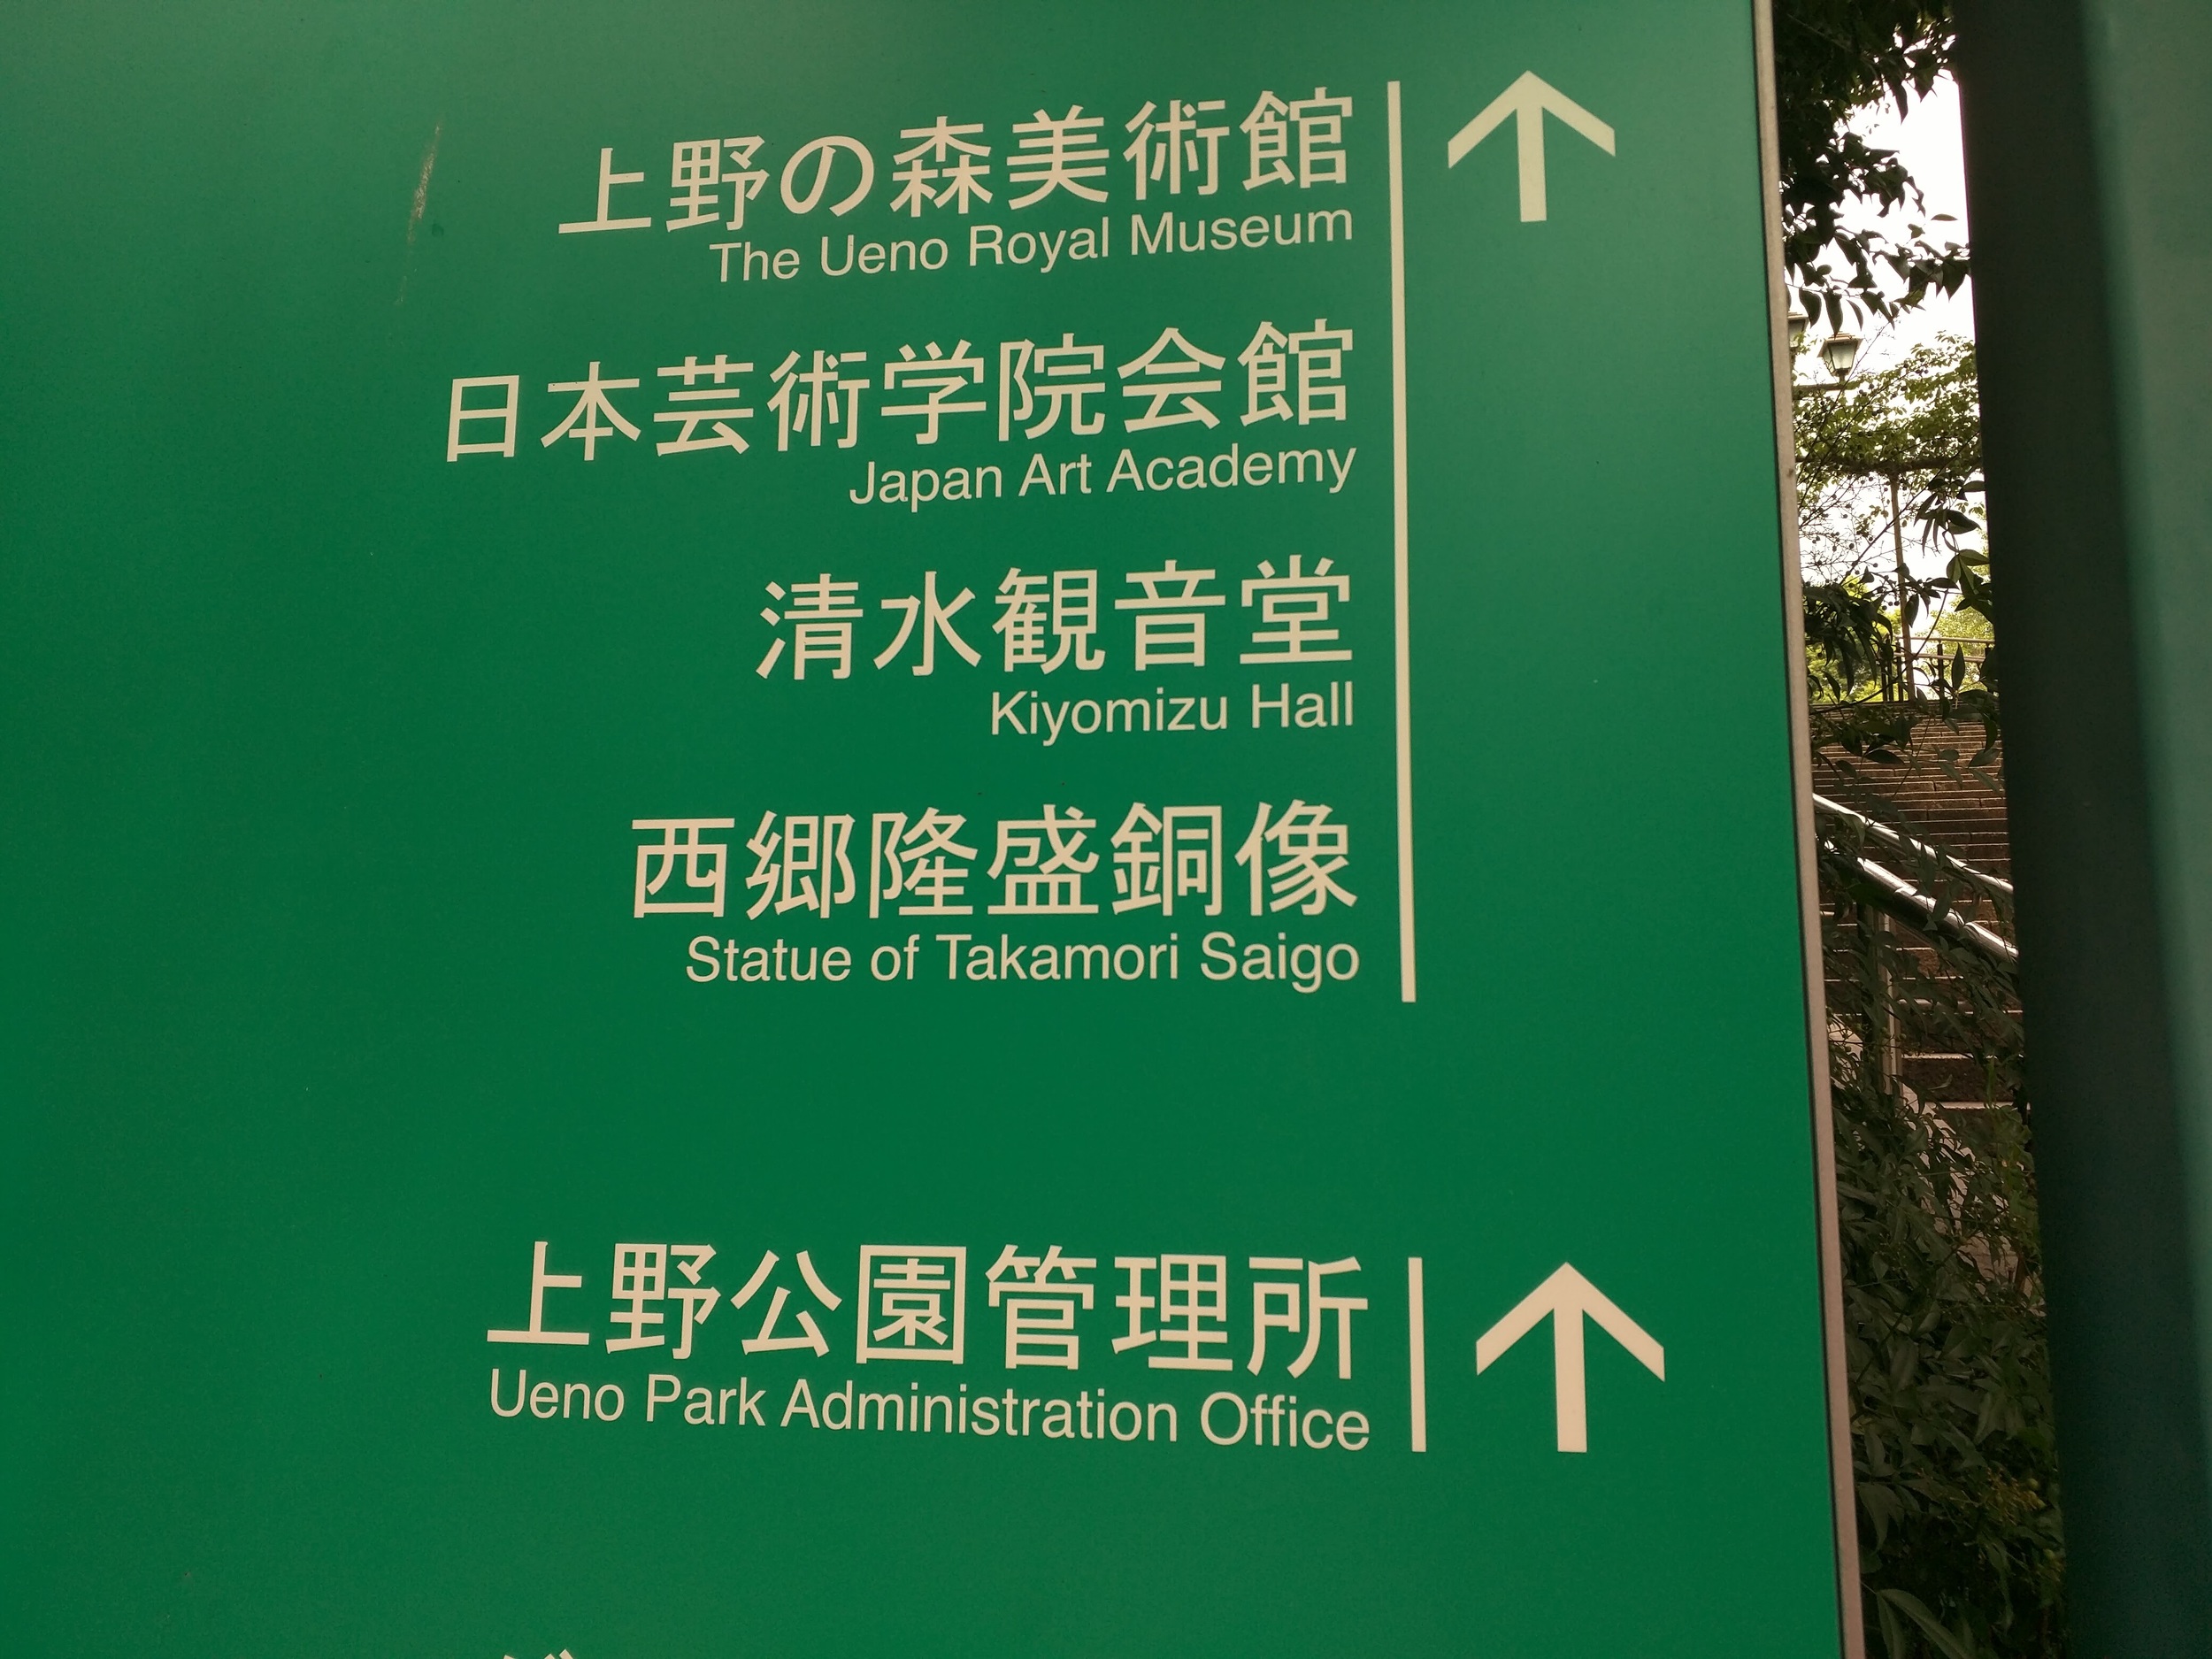 上野の森美術館
The Ueno Royal Museum
日本芸術学院会館
Japan Art Academy
清水観音堂
Kiyomizu Hall
西郷隆盛銅像
Statue of Takamori Saigo
上野公園管理所
Ueno Park Administration Office